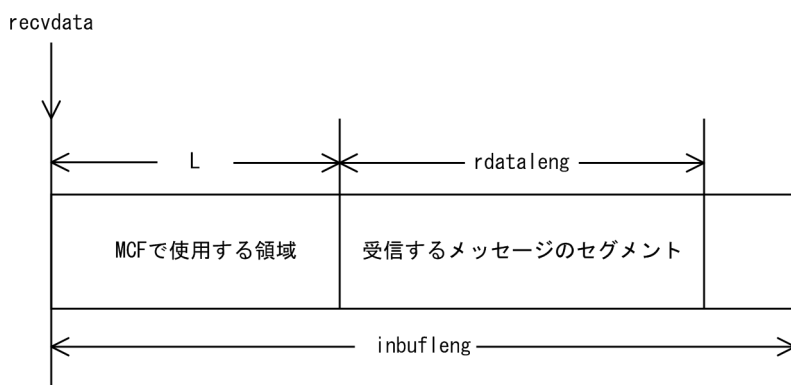 recvdata
L
rdataleng
MCFで使用する領域
受信するメッセージのセグメント
inbufleng